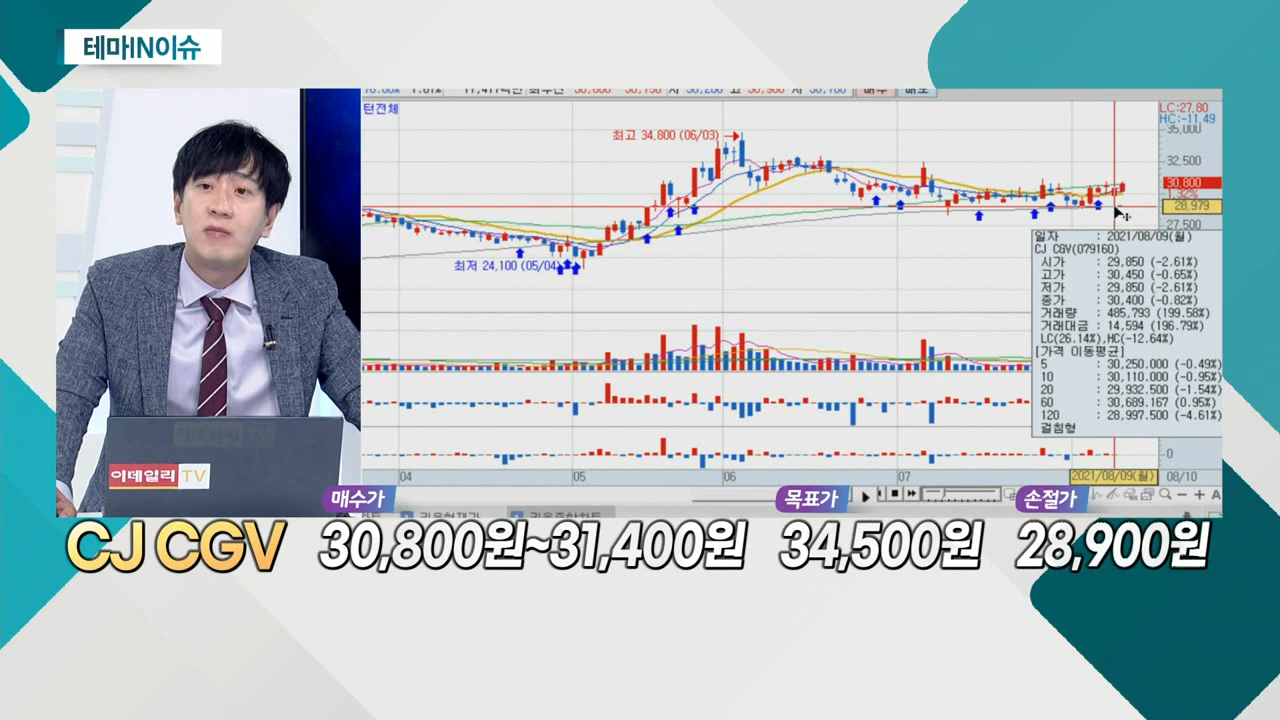 테마IN이슈
턴전체
최고 34,800 (06/03)
최저 24,100 (05/04)
LC:27,80
HC:-11,49
35,000
32,500
30,800
1.32%
28,979
27,500
일자 : 2021/08/09(월)
CJ CGV(079160)
시가 : 29,850 (-2.61%)
고가 : 30,450 (-0.65%)
저가 : 29,850 (-2.61%)
종가 : 30,400 (-0.82%)
거래량 : 485,793 (199.58%)
거래대금 : 14,594 (196.79%)
LC(26.14%),HC(-12.64%)
[가격 이동평균]
5 : 30,250.000 (-0.49%)
10 : 30,110.000 (-0.95%)
20 : 29,932.500 (-1.54%)
60 : 30,689.167 (0.95%)
120 : 28,997.500 (-4.61%)
걸침형
0
04 05 06 07 2021/08/09(월) 08/10
이데일리TV
매수가 목표가 손절가
CJ CGV 30,800원~31,400원 34,500원 28,900원